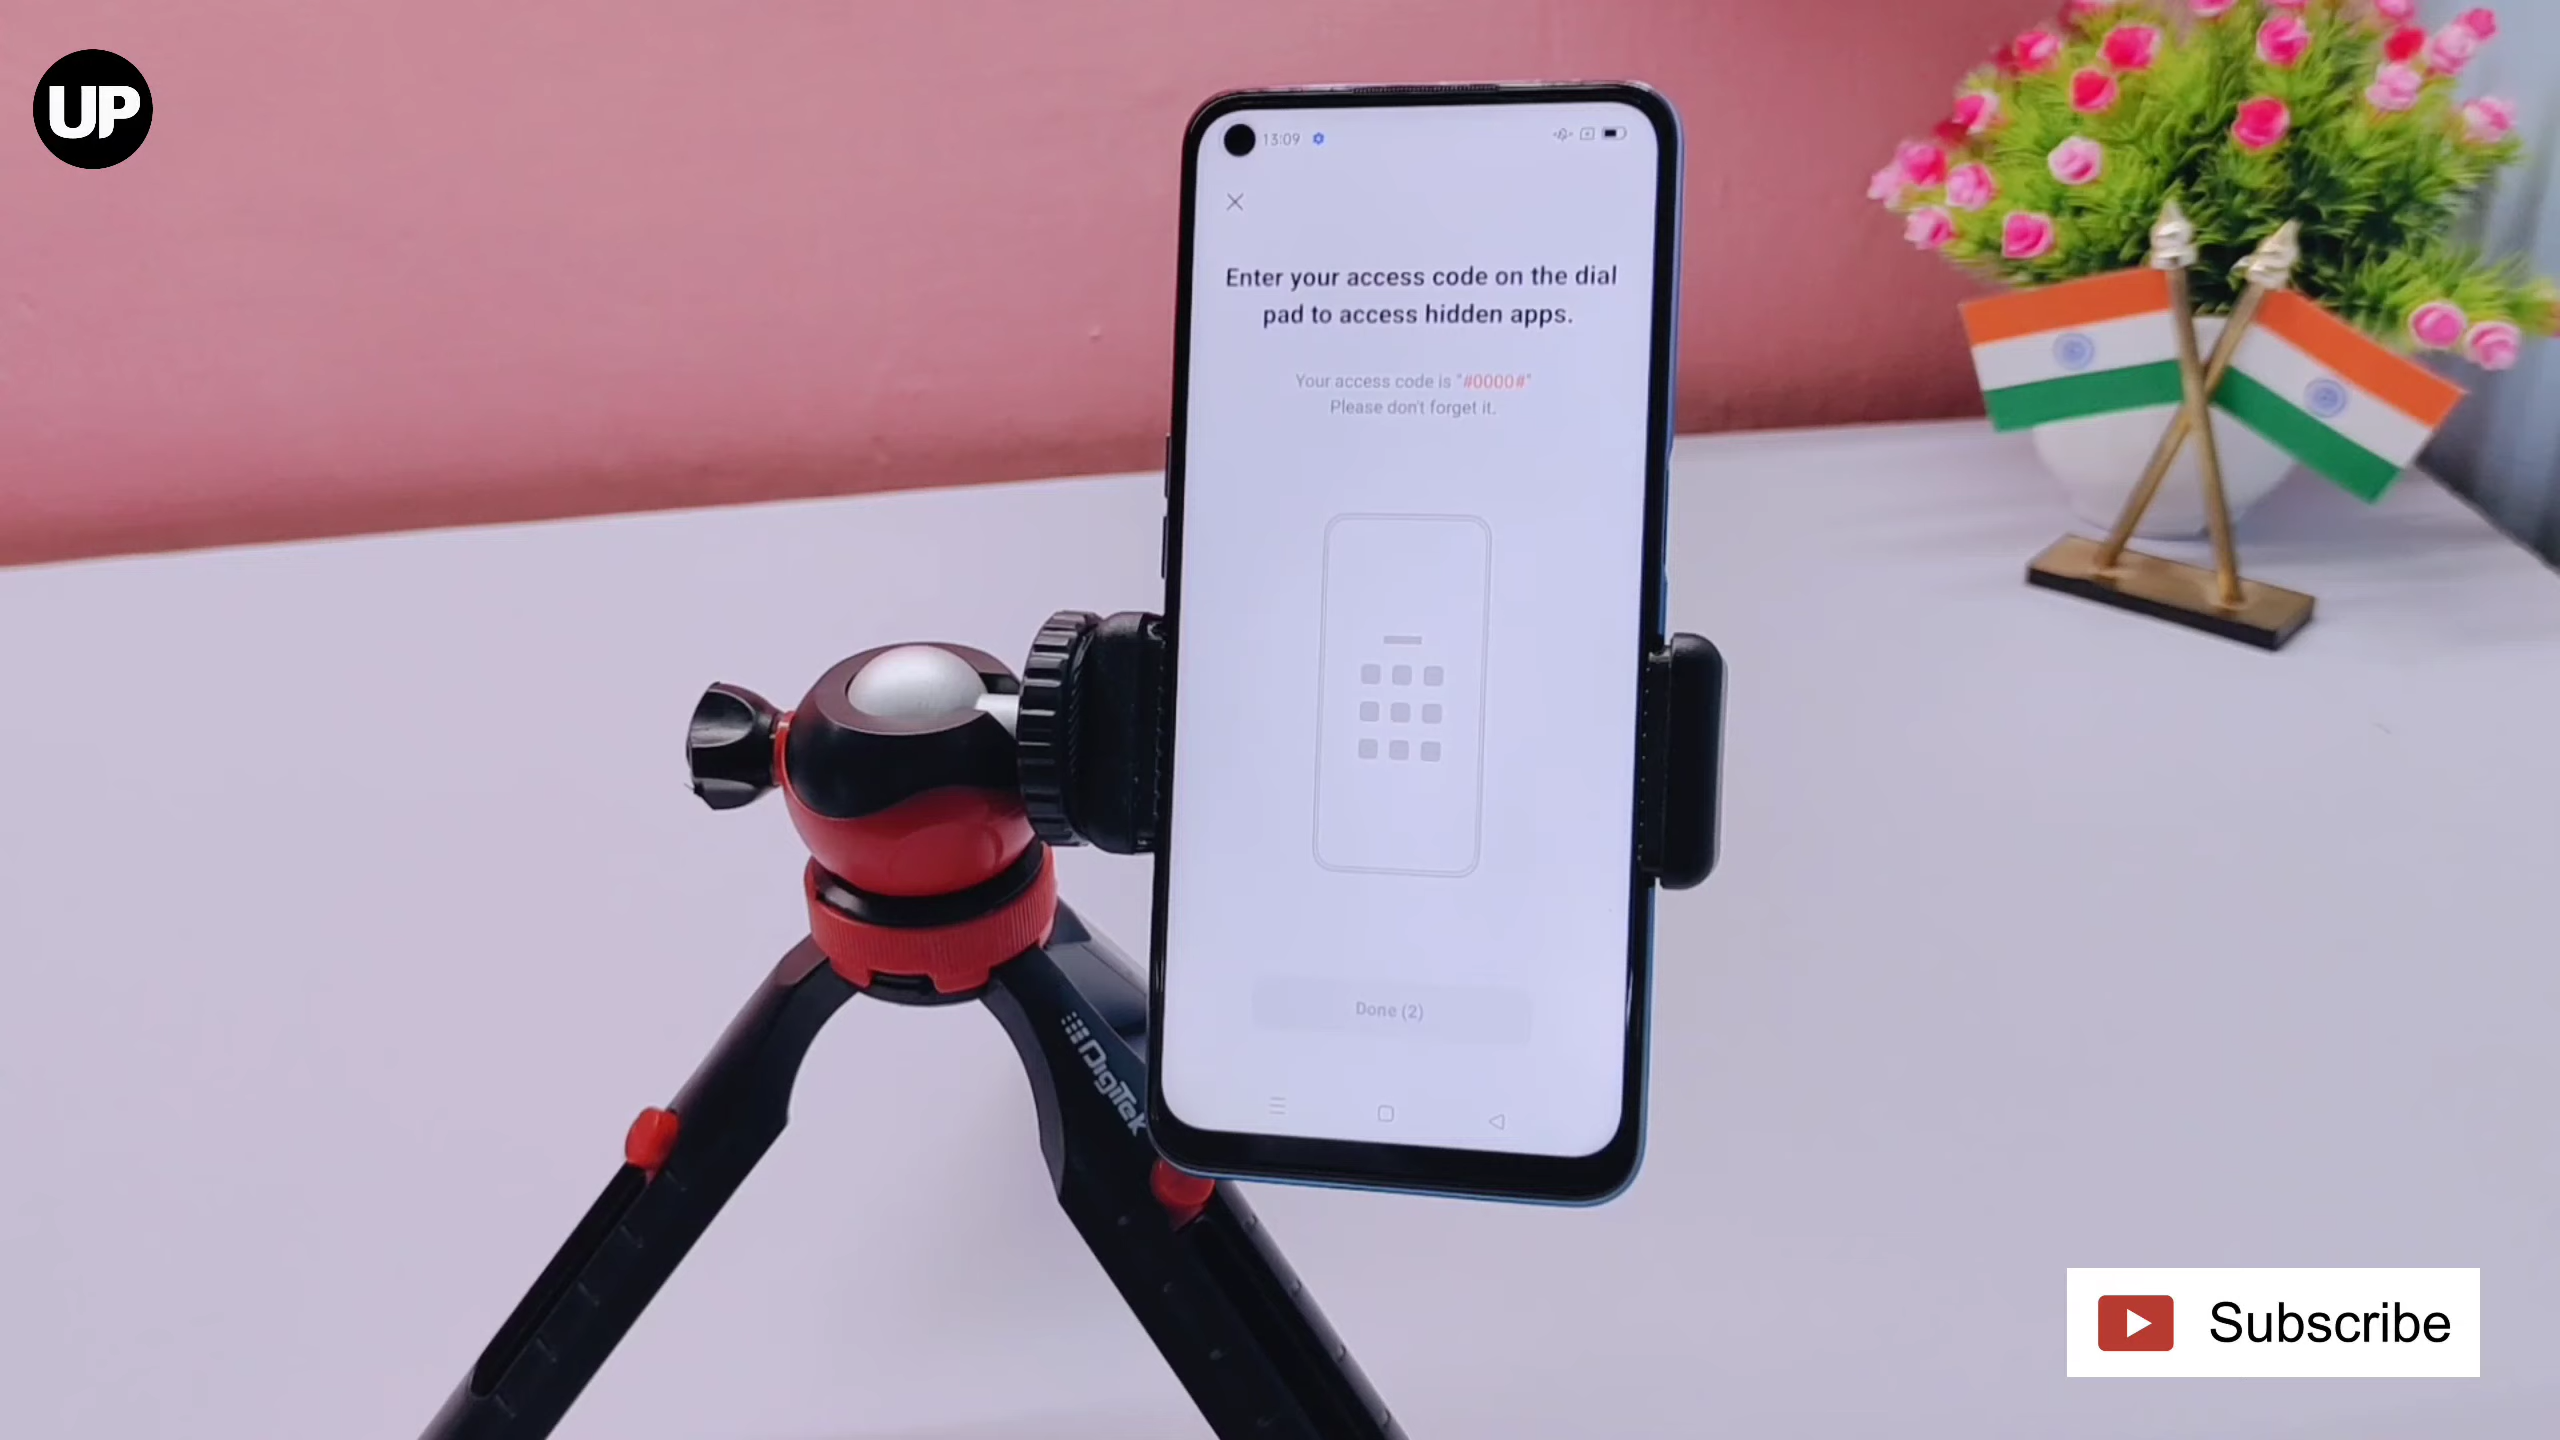 UP
13:09
Enter your access code on the dial
pad to access hidden apps.
Your access code is "#0000#"
Please don't forget it.
Done (2)
DigiTek
Subscribe